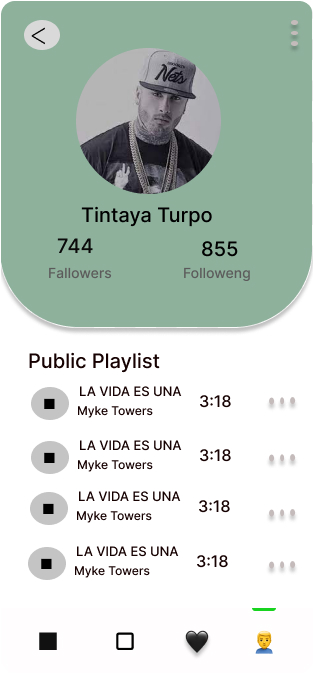 Nets
Tintaya Turpo
744 855
Fallowers Followeng
Public Playlist
LA VIDA ES UNA
3:18
Myke Towers
LA VIDA ES UNA
3:18
Myke Towers
LA VIDA ES UNA
3:18
Myke Towers
LA VIDA ES UNA
3:18
Myke Towers